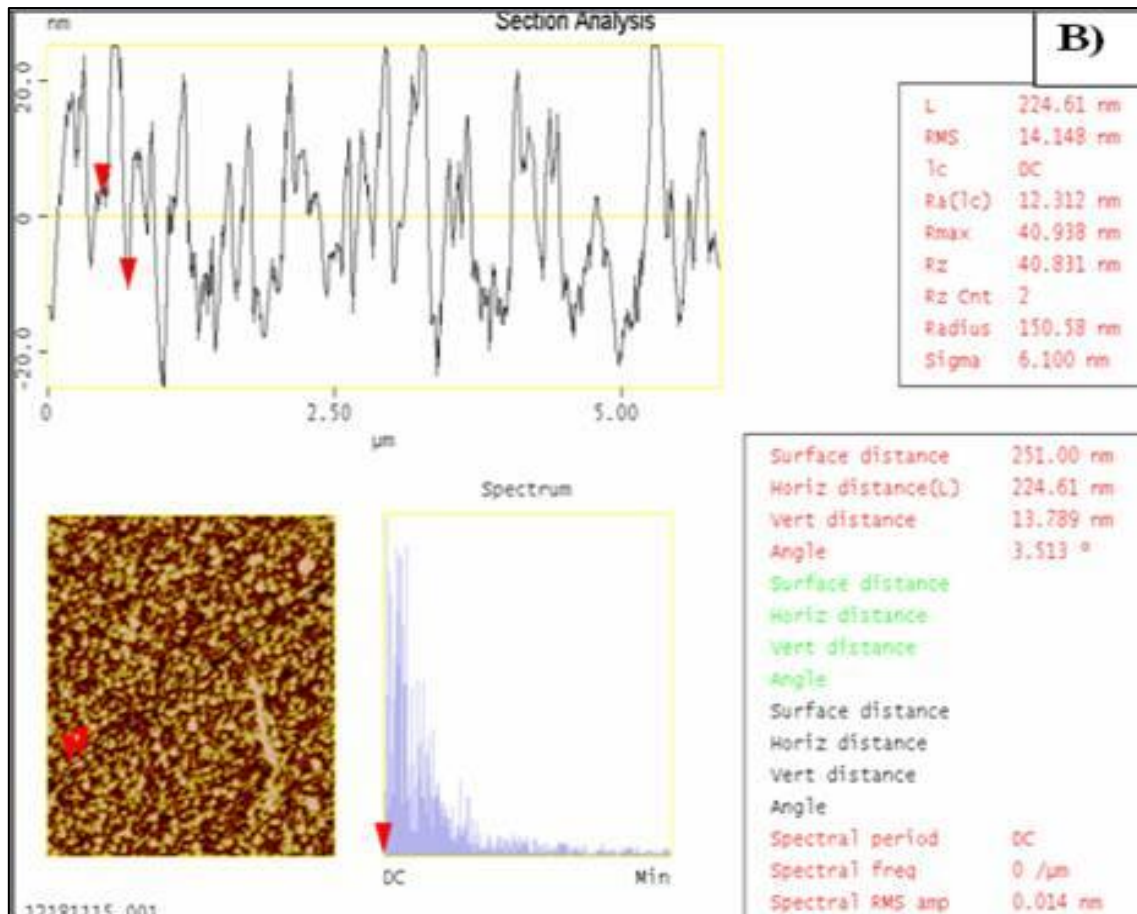 nm
Section Analysis
B)
20.0
0
-20.0
0 2.50 5.00
µm
L 224.61 nm
RMS 14.148 nm
lc DC
Ra(lc) 12.312 nm
Rmax 40.938 nm
Rz 40.831 nm
Rz Cnt 2
Radius 150.58 nm
Sigma 6.100 nm
Surface distance 251.00 nm
Horiz distance(L) 224.61 nm
Vert distance 13.789 nm
Angle 3.513 °
Surface distance
Horiz distance
Vert distance
Angle
Surface distance
Horiz distance
Vert distance
Angle
Spectral period DC
Spectral freq 0 /µm
Spectral RMS amp 0.014 nm
Spectrum
DC Min
12181115.001